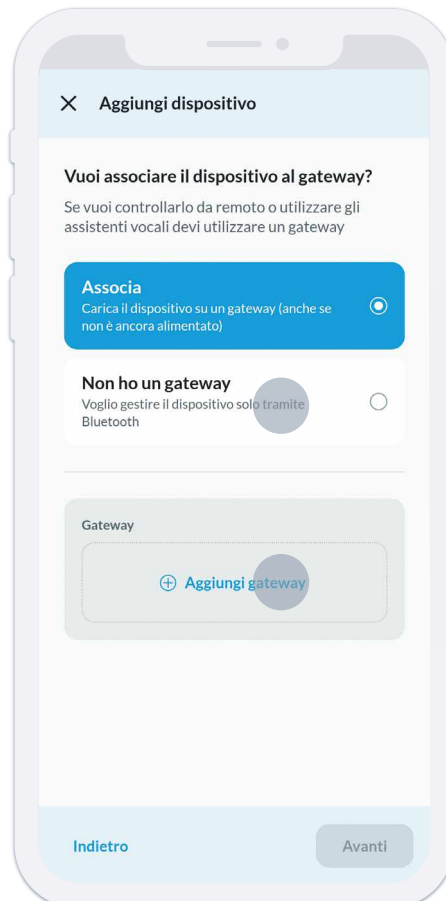 Aggiungi dispositivo
Vuoi associare il dispositivo al gateway?
Se vuoi controllarlo da remoto o utilizzare gli
assistenti vocali devi utilizzare un gateway
Associa
Carica il dispositivo su un gateway (anche se
non è ancora alimentato)
Non ho un gateway
Voglio gestire il dispositivo solo tramite
Bluetooth
Gateway
Aggiungi gateway
Indietro
Avanti